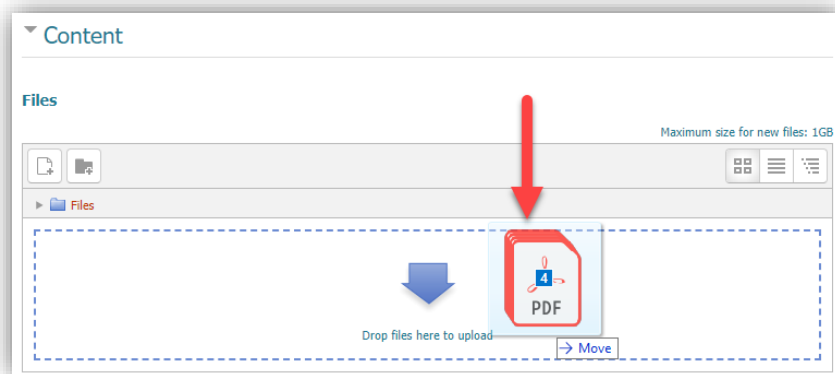 Content
Files
Maximum size for new files: 1GB
Files
4
PDF
Drop files here to upload
Move